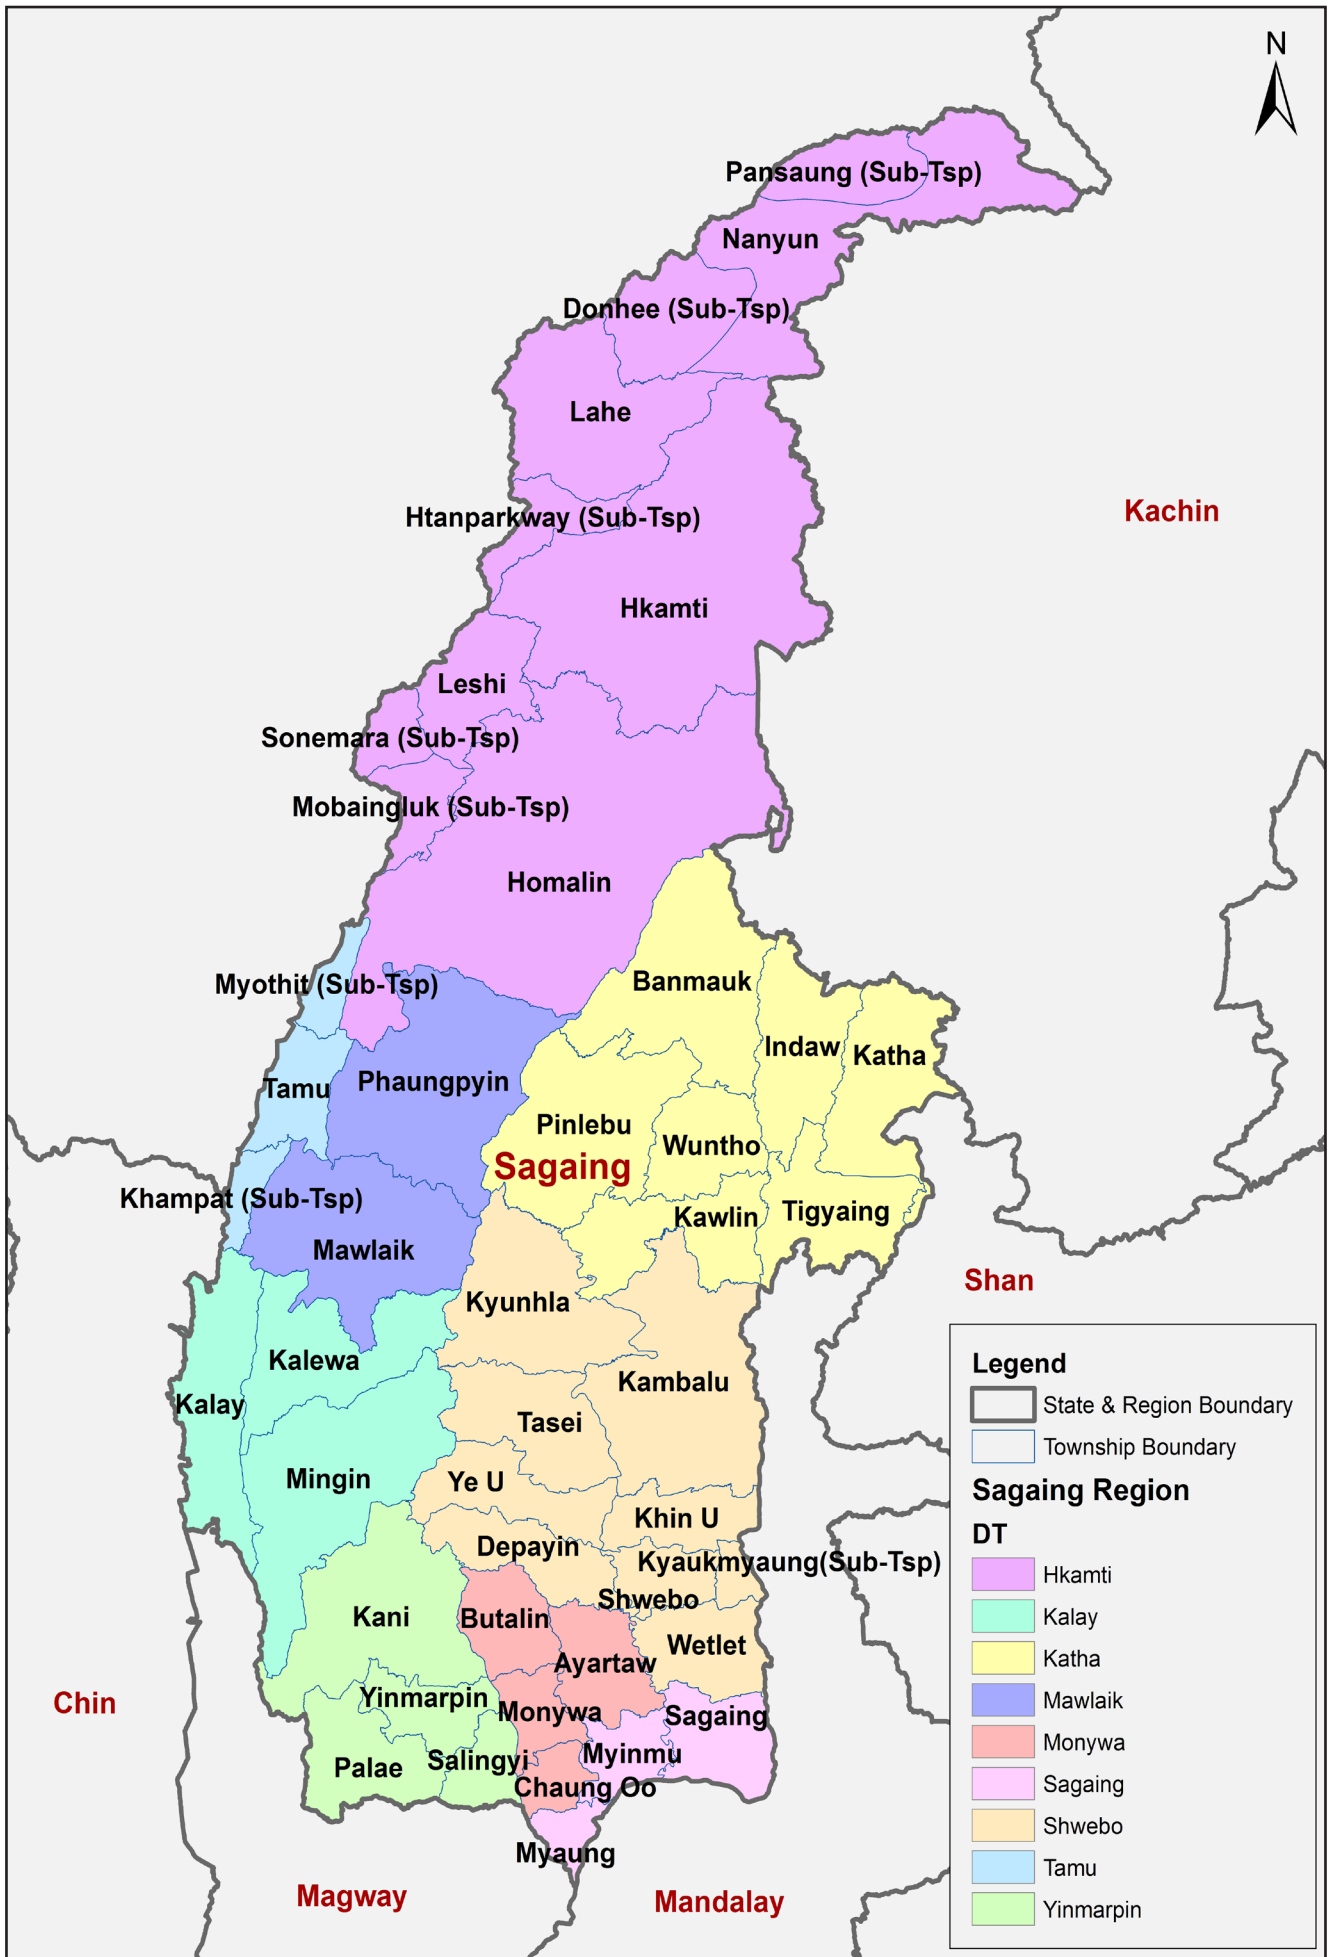 N
Pansaung (Sub-Tsp)
Nanyun
Donhee (Sub-Tsp)
Lahe
Kachin
Htanparkway (Sub-Tsp)
Hkamti
Leshi
Sonemara (Sub-Tsp)
Mobaingluk (Sub-Tsp)
Homalin
Banmauk
Myothit (Sub-Tsp)
Indaw
Katha
Phaungpyin
Tamu
Pinlebu
Wuntho
Sagaing
Khampat (Sub-Tsp)
Tigyaing
Kawlin
Mawlaik
Shan
Kyunhla
Kalewa
Kambalu
Kalay
Tasei
Mingin
Ye U
Khin U
Depayin
Kyaukmyaung(Sub-Tsp)
Shwebo
Kani
Butalin
Wetlet
Ayartaw
Yinmarpin
Chin
Monywa
Sagaing
Myinmu
Salingyi
Palae
Chaung Oo
Myaung
Magway
Mandalay
Legend
State & Region Boundary
Township Boundary
Sagaing Region
DT
Hkamti
Kalay
Katha
Mawlaik
Monywa
Sagaing
Shwebo
Tamu
Yinmarpin